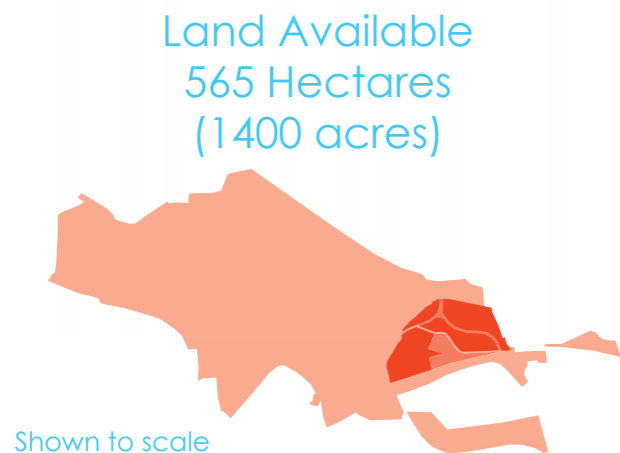 Land Available
565 Hectares
(1400 acres)
Shown to scale